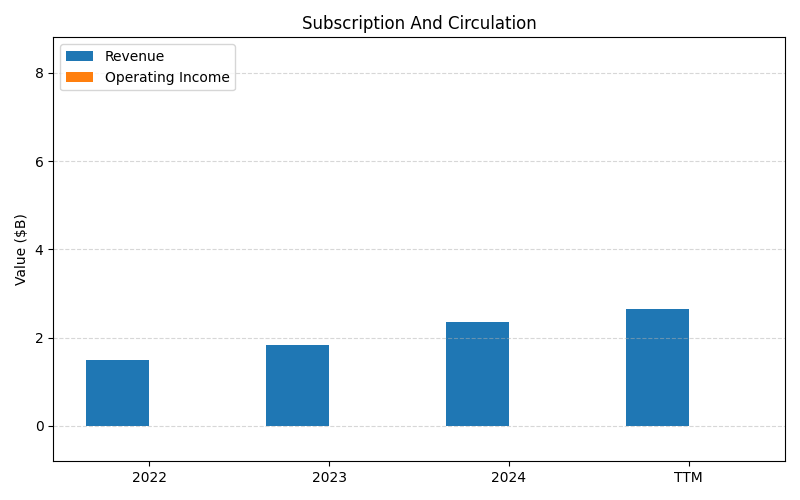 Subscription And Circulation
Revenue
Operating Income
Value ($B)
8
6
4
2
0
2022
2023
2024
TTM